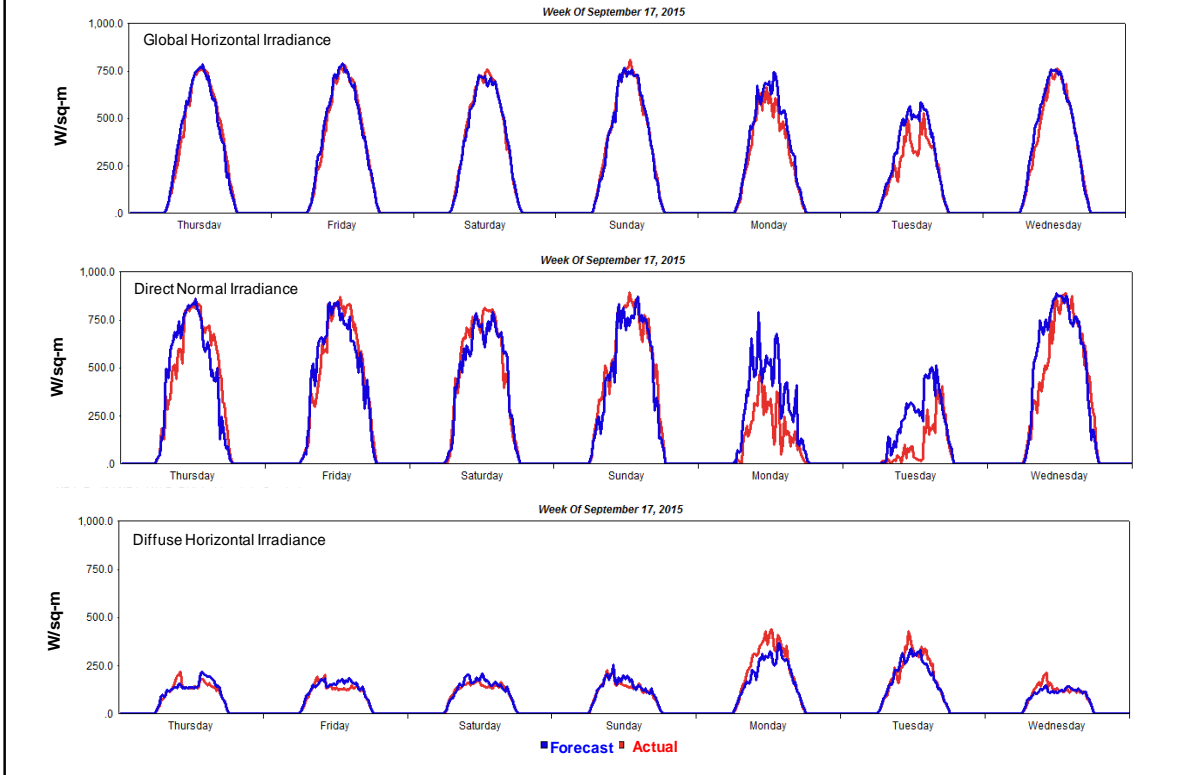 Week Of September 17, 2015
Global Horizontal Irradiance
W/sq-m
1,000.0
750.0
500.0
250.0
.0
Thursday Friday Saturday Sunday Monday Tuesday Wednesday
Week Of September 17, 2015
Direct Normal Irradiance
W/sq-m
1,000.0
750.0
500.0
250.0
.0
Thursday Friday Saturday Sunday Monday Tuesday Wednesday
Week Of September 17, 2015
Diffuse Horizontal Irradiance
W/sq-m
1,000.0
750.0
500.0
250.0
.0
Thursday Friday Saturday Sunday Monday Tuesday Wednesday
Forecast Actual